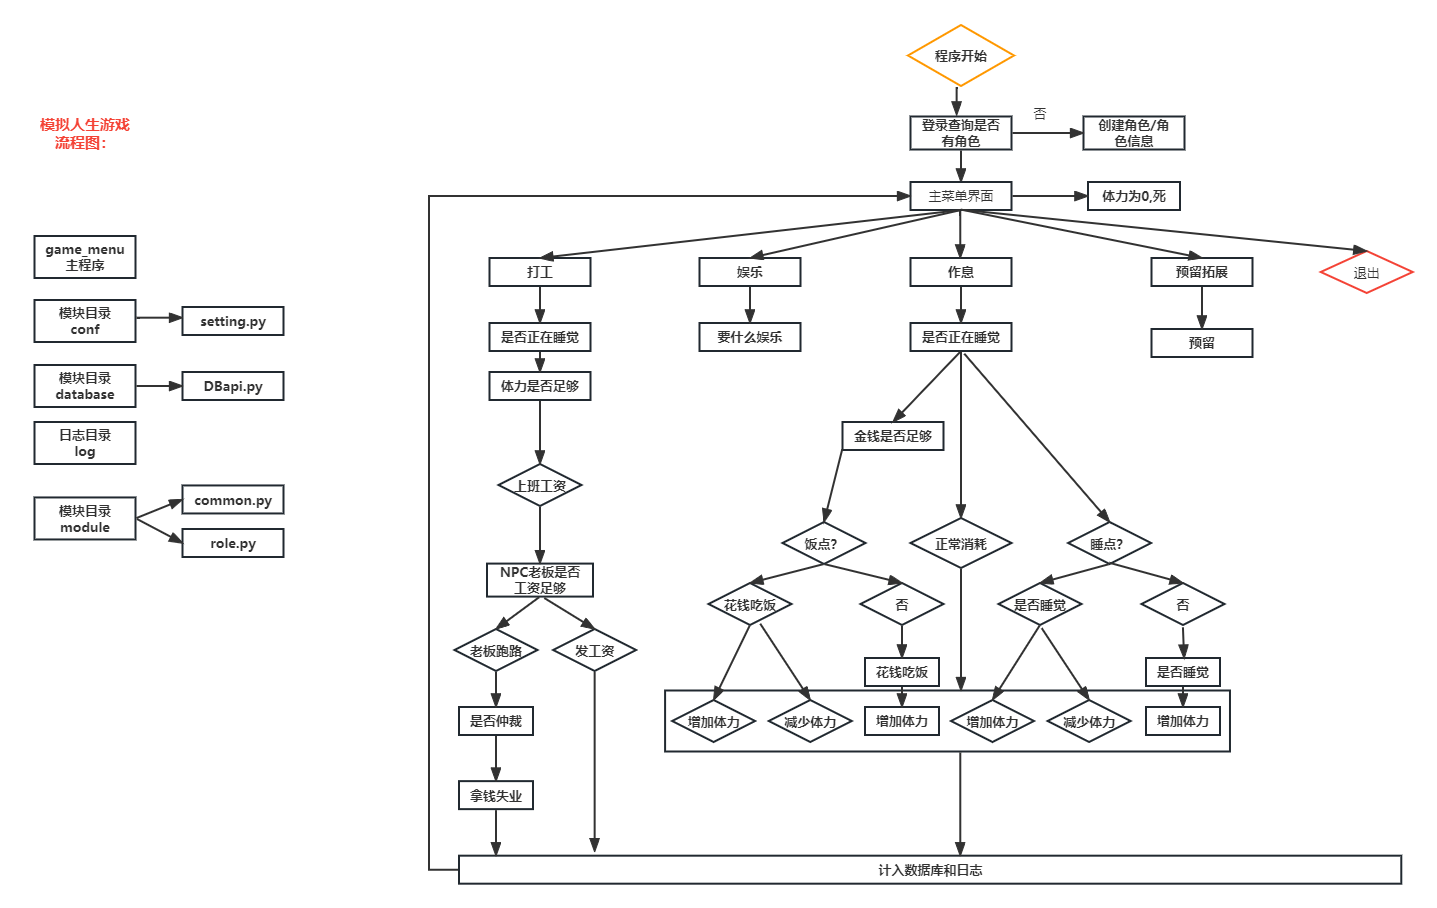 程序开始
模拟人生游戏
流程图：
登录查询是否
有角色
否
创建角色/角
色信息
主菜单界面
体力为0,死
game_menu
主程序
打工
娱乐
作息
预留拓展
退出
模块目录
conf
setting.py
是否正在睡觉
要什么娱乐
是否正在睡觉
预留
模块目录
database
DBapi.py
体力是否足够
日志目录
log
金钱是否足够
上班工资
模块目录
module
common.py
role.py
饭点?
正常消耗
睡点?
NPC老板是否
工资足够
花钱吃饭
否
是否睡觉
否
老板跑路
发工资
花钱吃饭
是否睡觉
是否仲裁
增加体力
减少体力
增加体力
增加体力
减少体力
增加体力
拿钱失业
计入数据库和日志